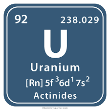 92 238.029
U
Uranium
[Rn] 5f³6d¹7s²
Actinides